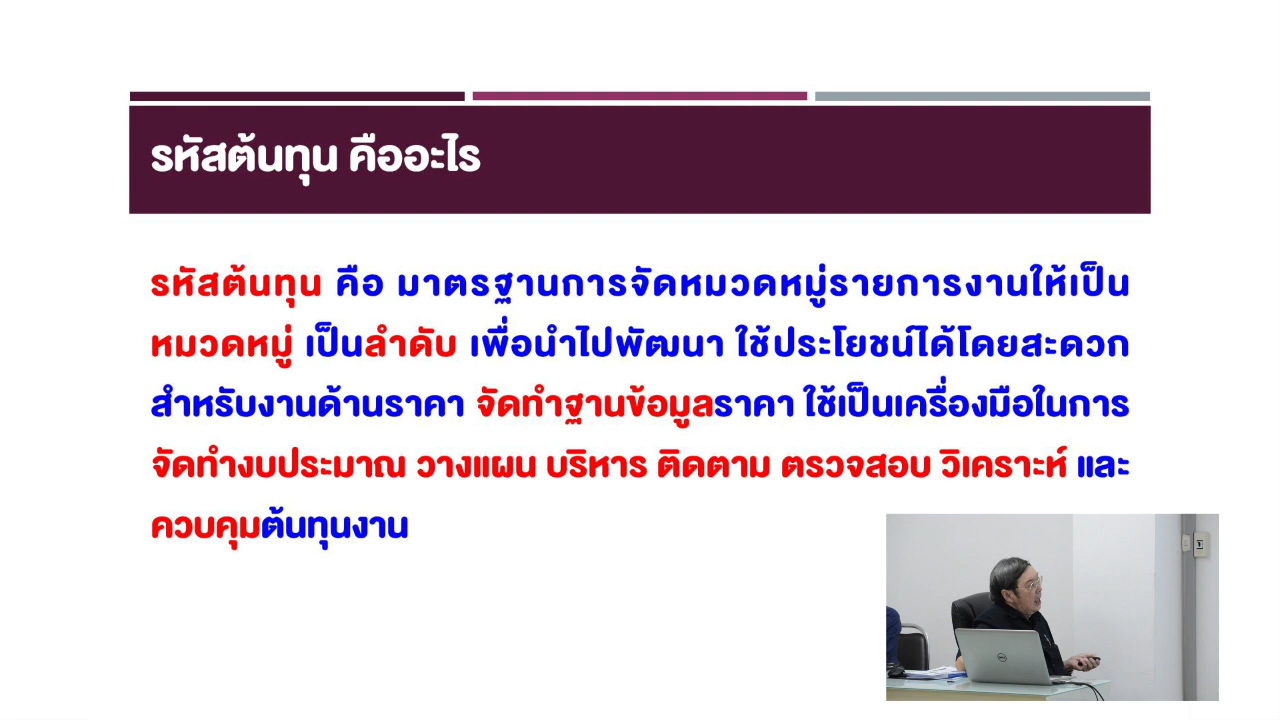 รหัสต้นทุน คืออะไร
รหัสต้นทุน คือ มาตรฐานการจัดหมวดหมู่รายการงานให้เป็น
หมวดหมู่ เป็นลำดับ เพื่อนำไปพัฒนา ใช้ประโยชน์ได้โดยสะดวก
สำหรับงานด้านราคา จัดทำฐานข้อมูลราคา ใช้เป็นเครื่องมือในการ
จัดทำงบประมาณ วางแผน บริหาร ติดตาม ตรวจสอบ วิเคราะห์ และ
ควบคุมต้นทุนงาน
DELL